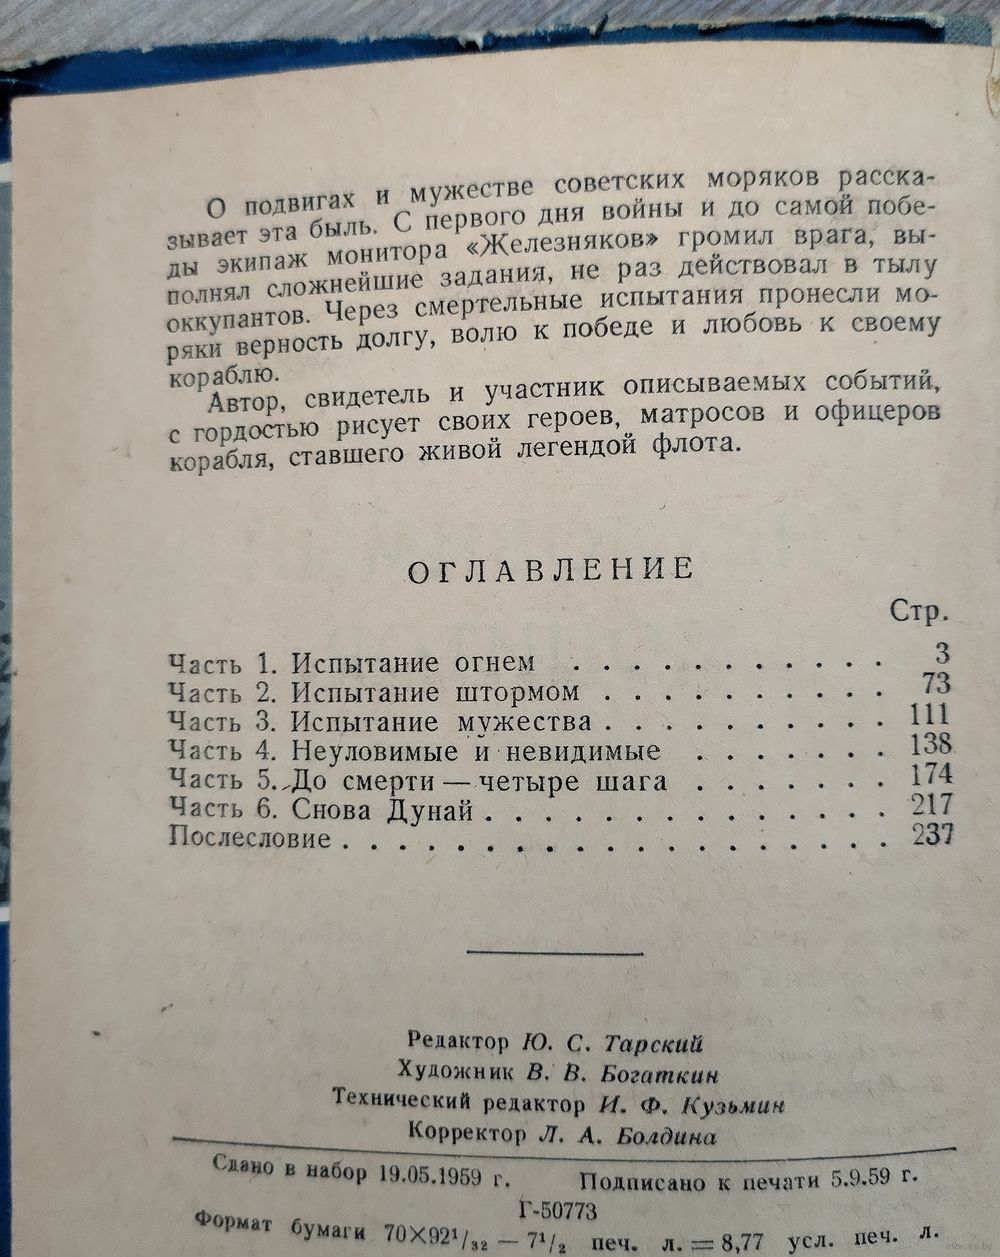 О подвигах и мужестве советских моряков расска-
зывает эта быль. С первого дня войны и до самой побе-
ды экипаж монитора «Железняков» громил врага, вы-
полнял сложнейшие задания, не раз действовал в тылу
оккупантов. Через смертельные испытания пронесли мо-
ряки верность долгу, волю к победе и любовь к своему
кораблю.
Автор, свидетель и участник описываемых событий,
с гордостью рисует своих героев, матросов и офицеров
корабля, ставшего живой легендой флота.
ОГЛАВЛЕНИЕ
Стр.
Часть 1. Испытание огнем . . . . . . . . . . . 3
Часть 2. Испытание штормом . . . . . . . . . . 73
Часть 3. Испытание мужества . . . . . . . . . . 111
Часть 4. Неуловимые и невидимые . . . . . . . 138
Часть 5. До смерти — четыре шага . . . . . . . 174
Часть 6. Снова Дунай . . . . . . . . . . . . . . 217
Послесловие . . . . . . . . . . . . . . . . . . . . 237
Редактор Ю. С. Тарский
Художник В. В. Богаткин
Технический редактор И. Ф. Кузьмин
Корректор Л. А. Болдина
Сдано в набор 19.05.1959 г. Подписано к печати 5.9.59 г.
Г-50773
Формат бумаги 70×92¹/₃₂ — 7¹/₂ печ. л. = 8,77 усл. печ. л.